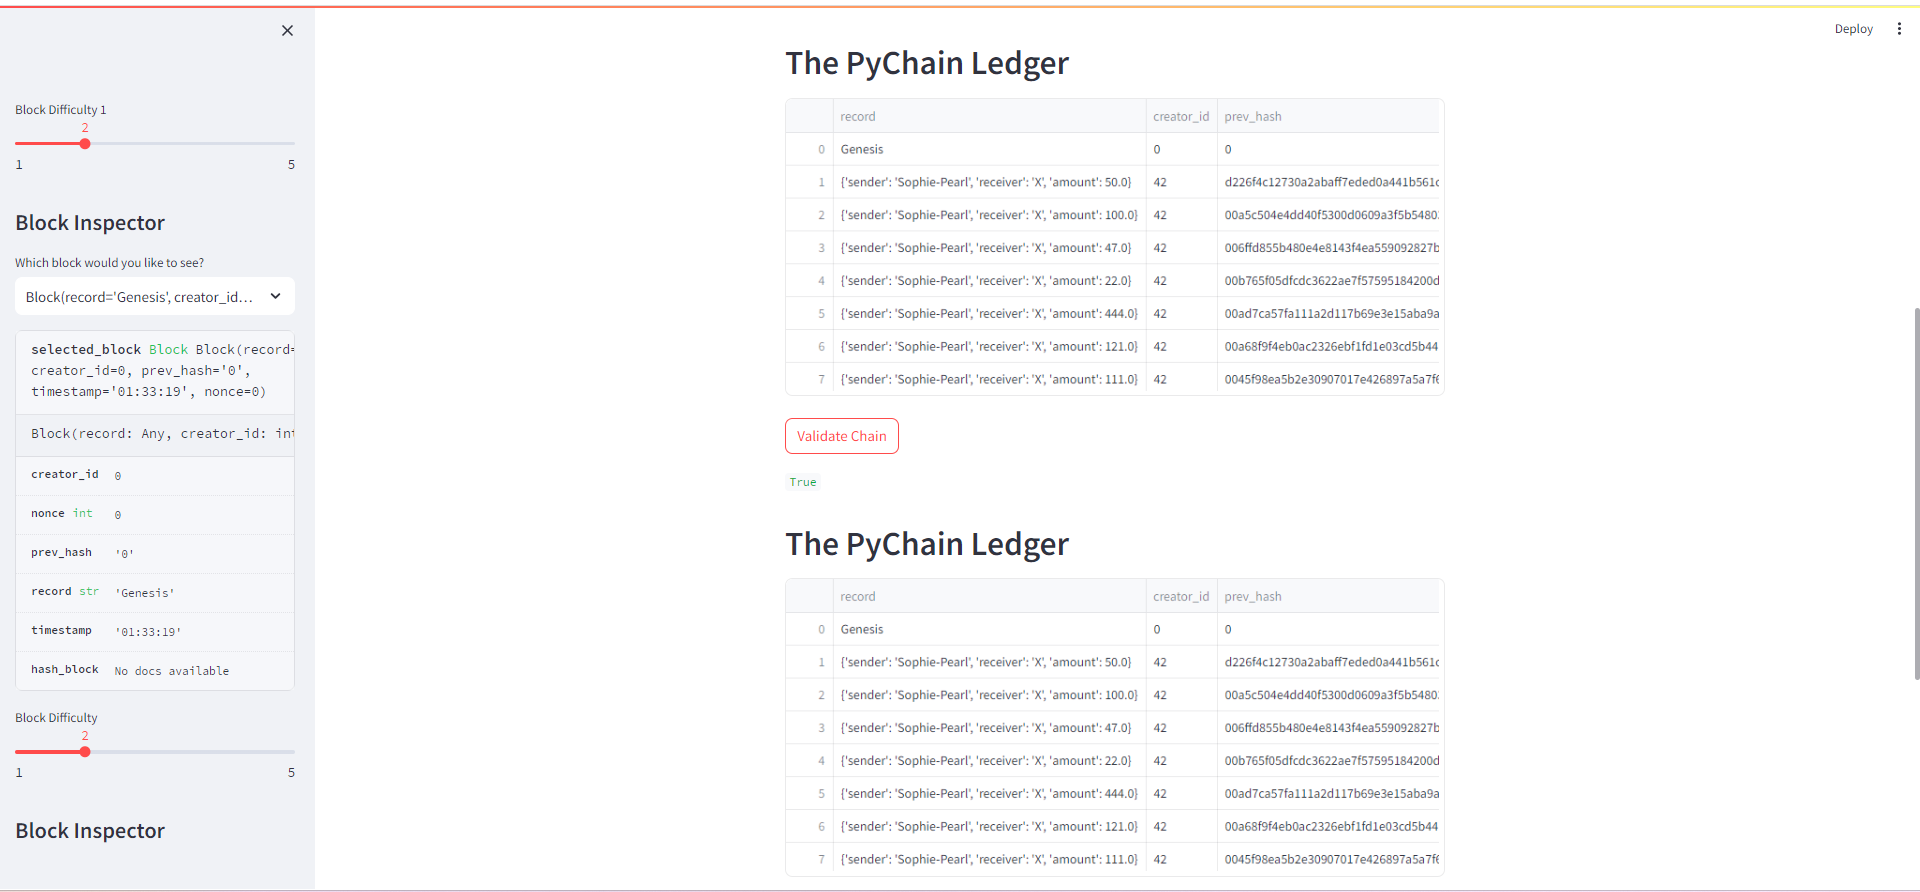 Deploy
Block Difficulty 1
2
1 5
Block Inspector
Which block would you like to see?
Block(record='Genesis', creator_id...
selected_block Block Block(record=
creator_id=0, prev_hash='0',
timestamp='01:33:19', nonce=0)
Block(record: Any, creator_id: int
creator_id 0
nonce int 0
prev_hash '0'
record str 'Genesis'
timestamp '01:33:19'
hash_block No docs available
Block Difficulty
2
1 5
Block Inspector
The PyChain Ledger
record creator_id prev_hash
0 Genesis 0 0
1 {'sender': 'Sophie-Pearl', 'receiver': 'X', 'amount': 50.0} 42 d226f4c12730a2abaff7eded0a441b561c
2 {'sender': 'Sophie-Pearl', 'receiver': 'X', 'amount': 100.0} 42 00a5c504e4dd40f5300d0609a3f5b5480
3 {'sender': 'Sophie-Pearl', 'receiver': 'X', 'amount': 47.0} 42 006ffd855b480e4e8143f4ea559092827b
4 {'sender': 'Sophie-Pearl', 'receiver': 'X', 'amount': 22.0} 42 00b765f05dfcdc3622ae7f57595184200d
5 {'sender': 'Sophie-Pearl', 'receiver': 'X', 'amount': 444.0} 42 00ad7ca57fa111a2d117b69e3e15aba9a
6 {'sender': 'Sophie-Pearl', 'receiver': 'X', 'amount': 121.0} 42 00a68f9f4eb0ac2326ebf1fd1e03cd5b44
7 {'sender': 'Sophie-Pearl', 'receiver': 'X', 'amount': 111.0} 42 0045f98ea5b2e30907017e426897a5a7f6
Validate Chain
True
The PyChain Ledger
record creator_id prev_hash
0 Genesis 0 0
1 {'sender': 'Sophie-Pearl', 'receiver': 'X', 'amount': 50.0} 42 d226f4c12730a2abaff7eded0a441b561c
2 {'sender': 'Sophie-Pearl', 'receiver': 'X', 'amount': 100.0} 42 00a5c504e4dd40f5300d0609a3f5b5480
3 {'sender': 'Sophie-Pearl', 'receiver': 'X', 'amount': 47.0} 42 006ffd855b480e4e8143f4ea559092827b
4 {'sender': 'Sophie-Pearl', 'receiver': 'X', 'amount': 22.0} 42 00b765f05dfcdc3622ae7f57595184200d
5 {'sender': 'Sophie-Pearl', 'receiver': 'X', 'amount': 444.0} 42 00ad7ca57fa111a2d117b69e3e15aba9a
6 {'sender': 'Sophie-Pearl', 'receiver': 'X', 'amount': 121.0} 42 00a68f9f4eb0ac2326ebf1fd1e03cd5b44
7 {'sender': 'Sophie-Pearl', 'receiver': 'X', 'amount': 111.0} 42 0045f98ea5b2e30907017e426897a5a7f6